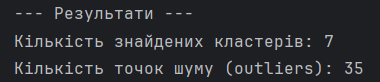 --- Результати ---
Кількість знайдених кластерів: 7
Кількість точок шуму (outliers): 35